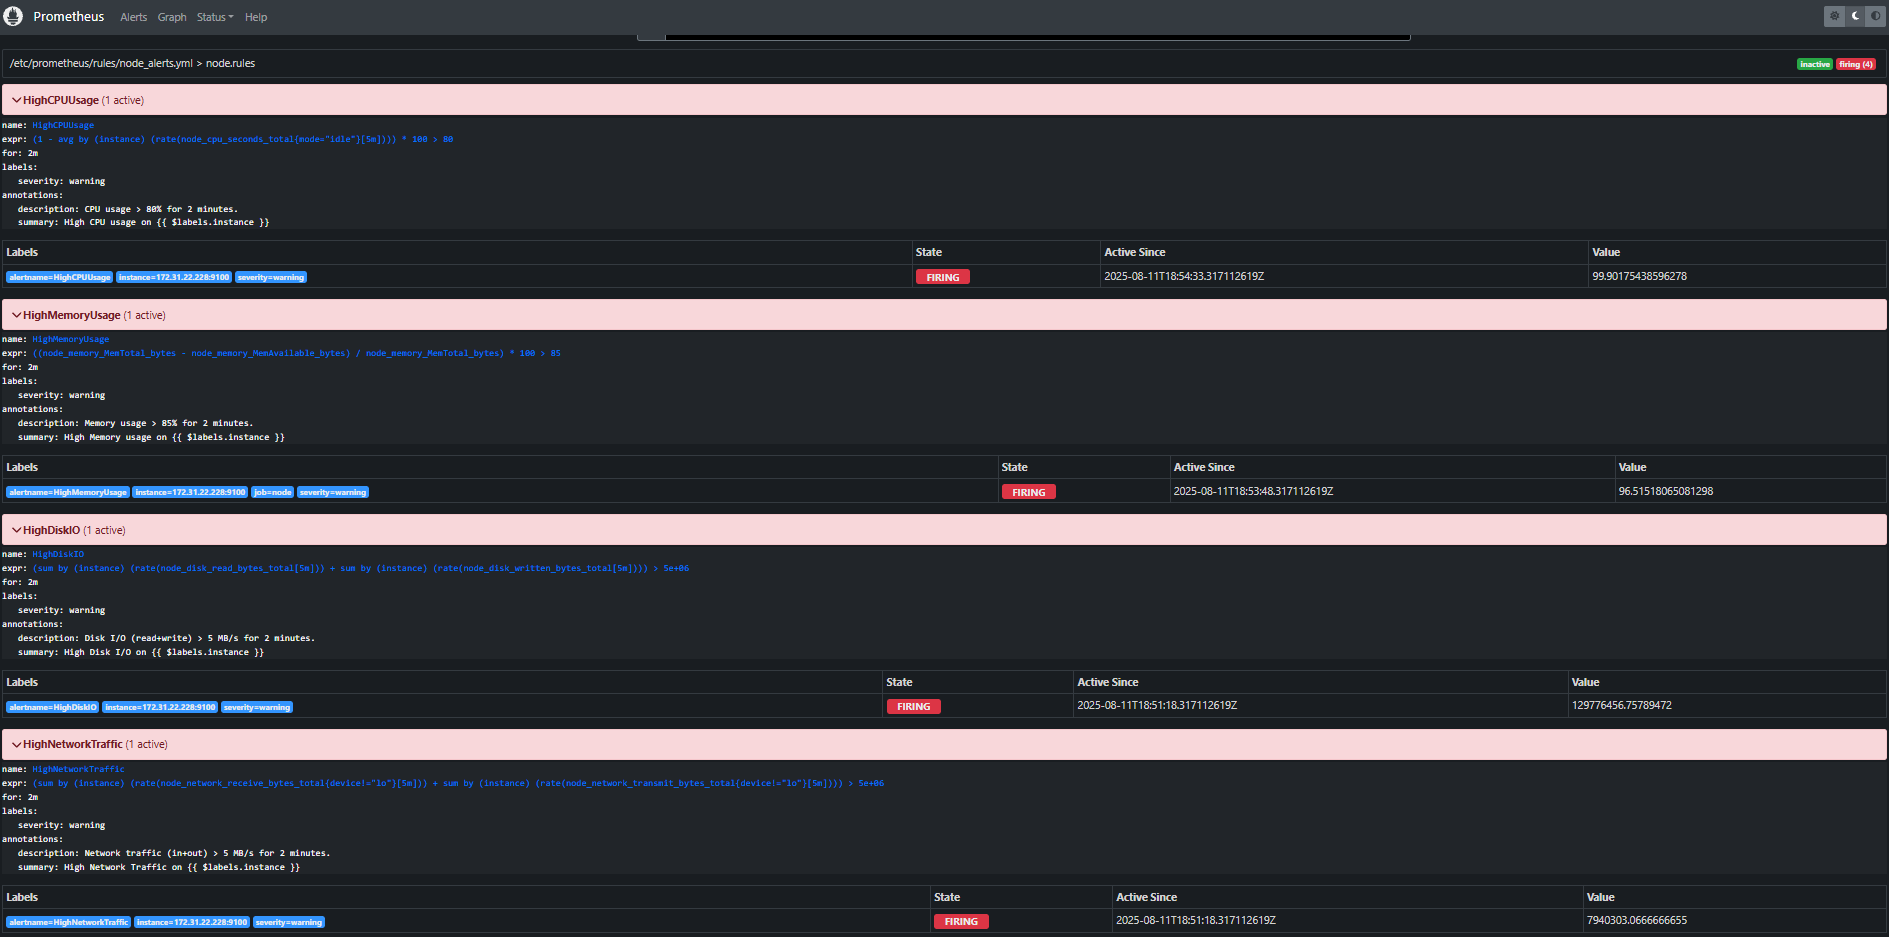 Prometheus Alerts Graph Status Help
/etc/prometheus/rules/node_alerts.yml > node.rules inactive firing (4)
HighCPUUsage (1 active)
name: HighCPUUsage
expr: (1 - avg by (instance) (rate(node_cpu_seconds_total{mode="idle"}[5m]))) * 100 > 80
for: 2m
labels:
severity: warning
annotations:
description: CPU usage > 80% for 2 minutes.
summary: High CPU usage on {{ $labels.instance }}
Labels State Active Since Value
alertname=HighCPUUsage instance=172.31.22.228:9100 severity=warning FIRING 2025-08-11T18:54:33.317112619Z 99.90175438596278
HighMemoryUsage (1 active)
name: HighMemoryUsage
expr: ((node_memory_MemTotal_bytes - node_memory_MemAvailable_bytes) / node_memory_MemTotal_bytes) * 100 > 85
for: 2m
labels:
severity: warning
annotations:
description: Memory usage > 85% for 2 minutes.
summary: High Memory usage on {{ $labels.instance }}
Labels State Active Since Value
alertname=HighMemoryUsage instance=172.31.22.228:9100 job=node severity=warning FIRING 2025-08-11T18:53:48.317112619Z 96.51518065081298
HighDiskIO (1 active)
name: HighDiskIO
expr: (sum by (instance) (rate(node_disk_read_bytes_total[5m])) + sum by (instance) (rate(node_disk_written_bytes_total[5m]))) > 5e+06
for: 2m
labels:
severity: warning
annotations:
description: Disk I/O (read+write) > 5 MB/s for 2 minutes.
summary: High Disk I/O on {{ $labels.instance }}
Labels State Active Since Value
alertname=HighDiskIO instance=172.31.22.228:9100 severity=warning FIRING 2025-08-11T18:51:18.317112619Z 129776456.75789472
HighNetworkTraffic (1 active)
name: HighNetworkTraffic
expr: (sum by (instance) (rate(node_network_receive_bytes_total{device!="lo"}[5m])) + sum by (instance) (rate(node_network_transmit_bytes_total{device!="lo"}[5m]))) > 5e+06
for: 2m
labels:
severity: warning
annotations:
description: Network traffic (in+out) > 5 MB/s for 2 minutes.
summary: High Network Traffic on {{ $labels.instance }}
Labels State Active Since Value
alertname=HighNetworkTraffic instance=172.31.22.228:9100 severity=warning FIRING 2025-08-11T18:51:18.317112619Z 7940303.0666666655